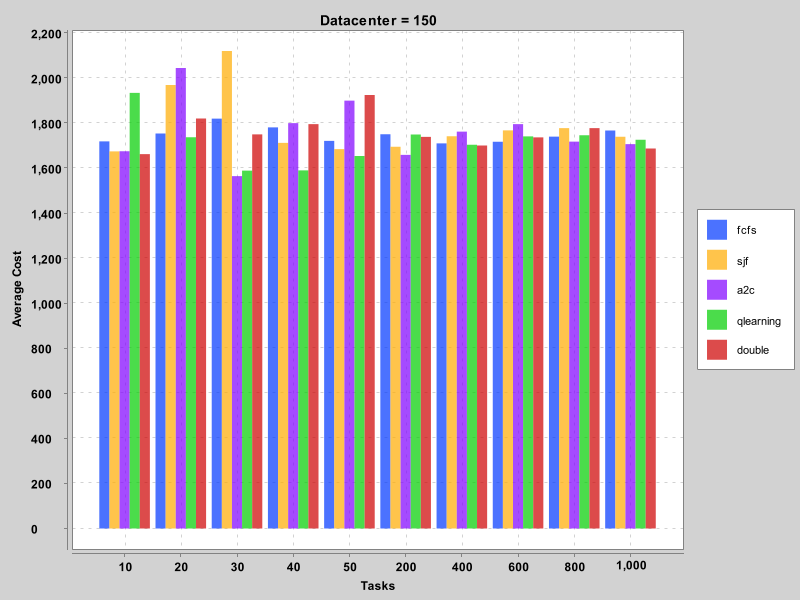 Datacenter = 150
2,200
2,000
1,800
1,600
1,400
1,200
1,000
800
600
400
200
0
Average Cost
10 20 30 40 50 200 400 600 800 1,000
Tasks
fcfs
sjf
a2c
qlearning
double